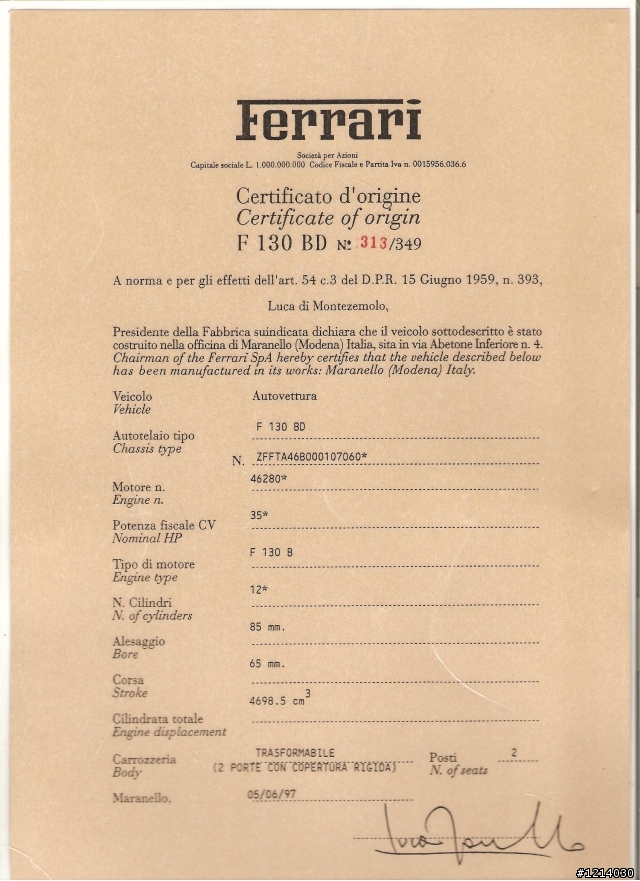 Ferrari
Società per Azioni
Capitale sociale L. 1.000.000.000 Codice Fiscale e Partita Iva n. 0015956.036.6
Certificato d'origine
Certificate of origin
F 130 BD Nº 313/349
A norma e per gli effetti dell'art. 54 c.3 del D.P.R. 15 Giugno 1959, n. 393,
Luca di Montezemolo,
Presidente della Fabbrica suindicata dichiara che il veicolo sottodescritto è stato
costruito nella officina di Maranello (Modena) Italia, sita in via Abetone Inferiore n. 4.
Chairman of the Ferrari SpA hereby certifies that the vehicle described below
has been manufactured in its works: Maranello (Modena) Italy.
Veicolo Autovettura
Vehicle
F 130 BD
Autotelaio tipo
Chassis type
N. ZFFTA46B000107060*
46280*
Motore n.
Engine n.
35*
Potenza fiscale CV
Nominal HP
F 130 B
Tipo di motore
Engine type
12*
N. Cilindri
N. of cylinders
85 mm.
Alesaggio
Bore
65 mm.
Corsa
Stroke
4698.5 cm³
Cilindrata totale
Engine displacement
TRASFORMABILE 2
Carrozzeria Posti
Body (2 PORTE CON COPERTURA RIGIDA) N. of seats
Maranello, 05/06/97
#1214030